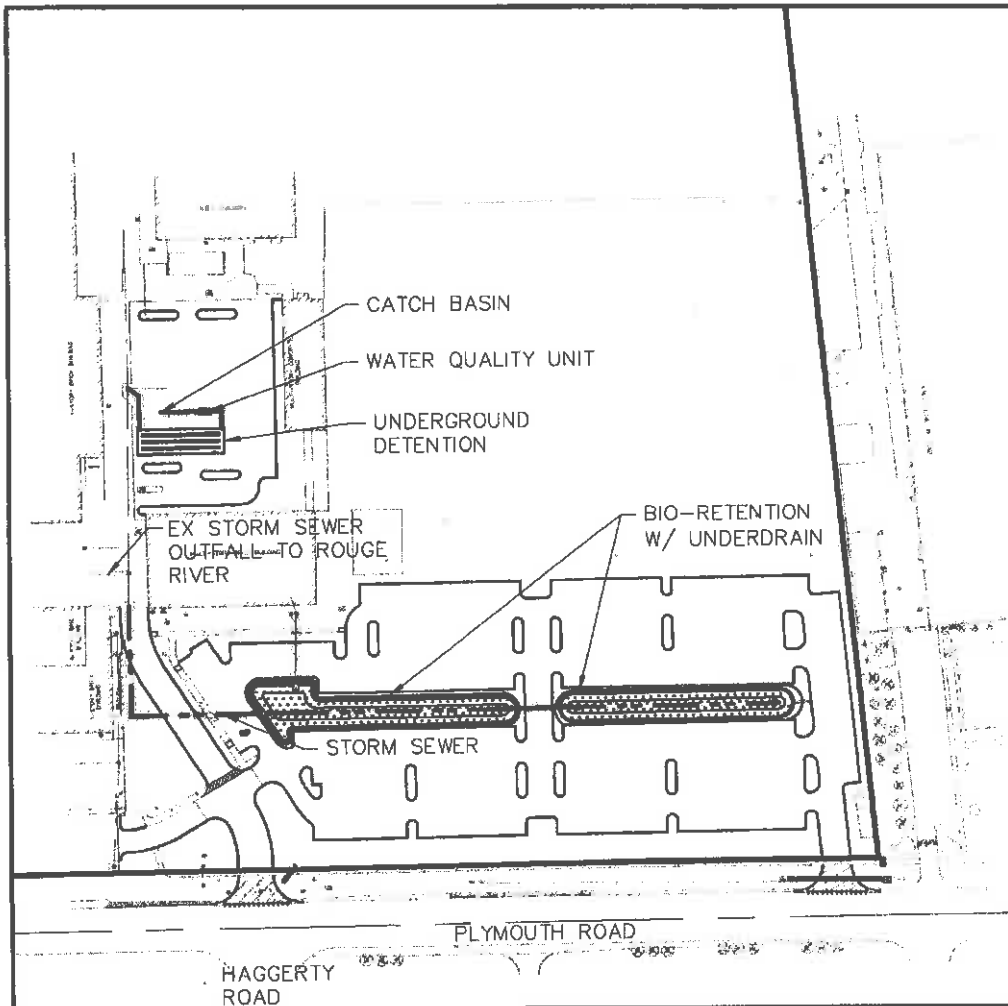 CATCH BASIN
WATER QUALITY UNIT
UNDERGROUND
DETENTION
EX STORM SEWER
OUTFALL TO ROUGE
RIVER
BIO-RETENTION
W/ UNDERDRAIN
STORM SEWER
PLYMOUTH ROAD
HAGGERTY
ROAD